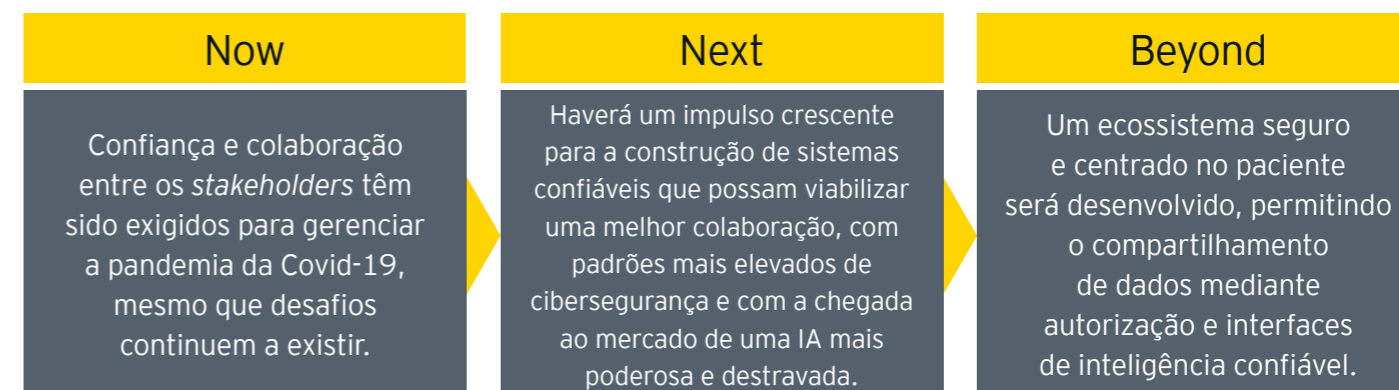 Now
Confiança e colaboração
entre os stakeholders têm
sido exigidos para gerenciar
a pandemia da Covid-19,
mesmo que desafios
continuem a existir.
Next
Haverá um impulso crescente
para a construção de sistemas
confiáveis que possam viabilizar
uma melhor colaboração, com
padrões mais elevados de
cibersegurança e com a chegada
ao mercado de uma IA mais
poderosa e destravada.
Beyond
Um ecossistema seguro
e centrado no paciente
será desenvolvido, permitindo
o compartilhamento
de dados mediante
autorização e interfaces
de inteligência confiável.